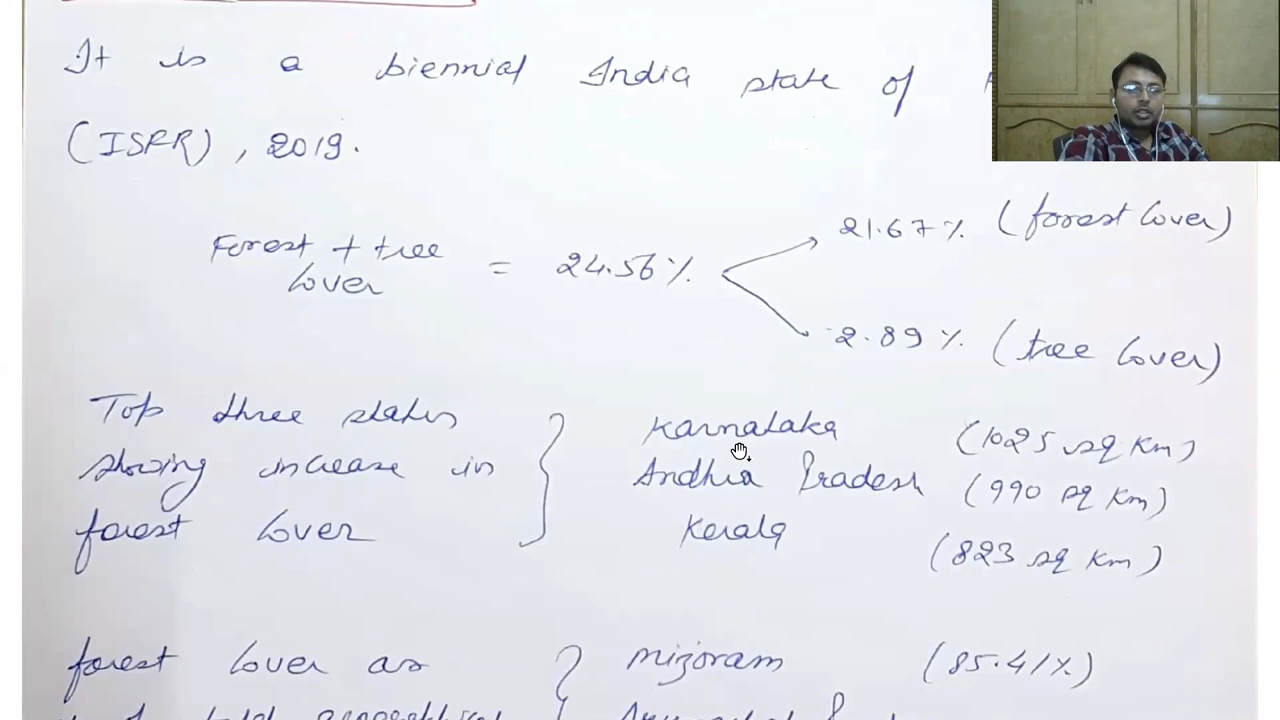 It is a biennial India state of
(ISFR), 2019.
Forest + tree cover = 24.56%
21.67% (forest cover)
2.89% (tree cover)
Top three states showing increase in forest cover
Karnataka (1025 sq km)
Andhra Pradesh (990 sq km)
Kerala (823 sq km)
forest cover as
Mizoram (85.41%)